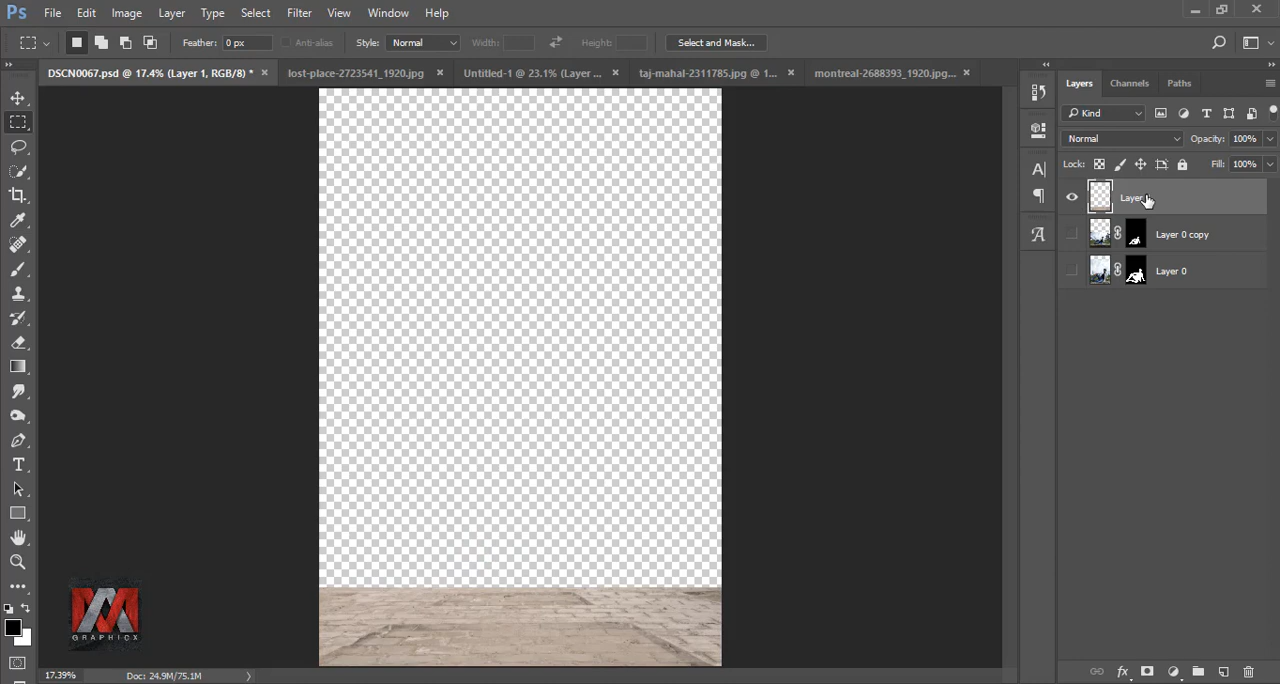 Ps File Edit Image Layer Type Select Filter 3D View Window Help
Feather: 0 px Anti-alias Style: Normal Width: Height: Select and Mask...
DSCN0067.psd @ 17.4% (Layer 1, RGB/8) * × lost-place-2723541_1920.jpg × Untitled-1 @ 23.1% (Layer ... × taj-mahal-2311785.jpg @ 1... × montreal-2688393_1920.jpg... ×
Layers Channels Paths
Kind
Normal Opacity: 100%
Lock: Fill: 100%
Layer
Layer 0 copy
Layer 0
GRAPHICX
17.39% Doc: 24.9M/75.1M